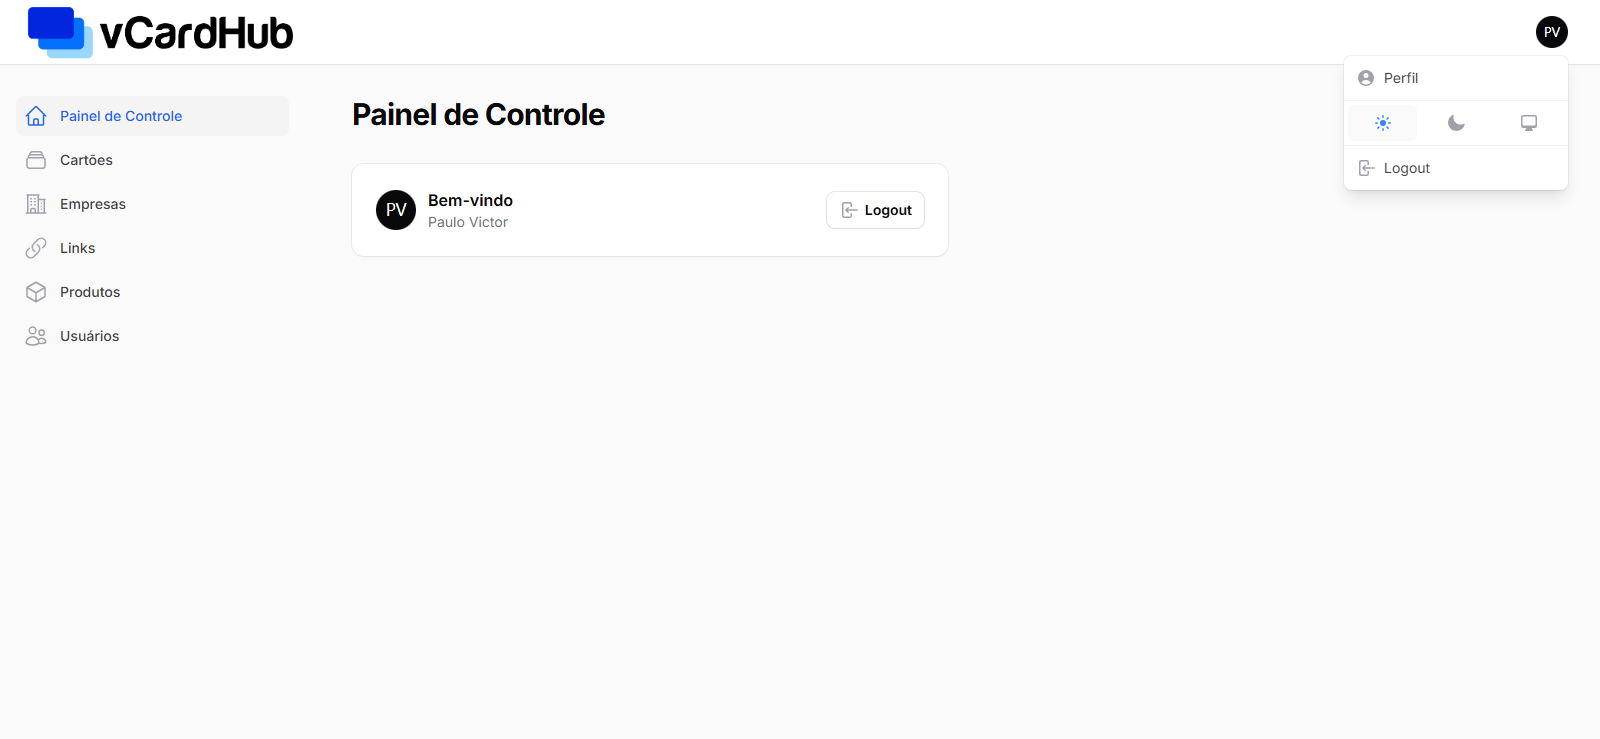 vCardHub
PV
Perfil
Logout
Painel de Controle
Cartões
Empresas
Links
Produtos
Usuários
Painel de Controle
PV
Bem-vindo
Paulo Victor
Logout